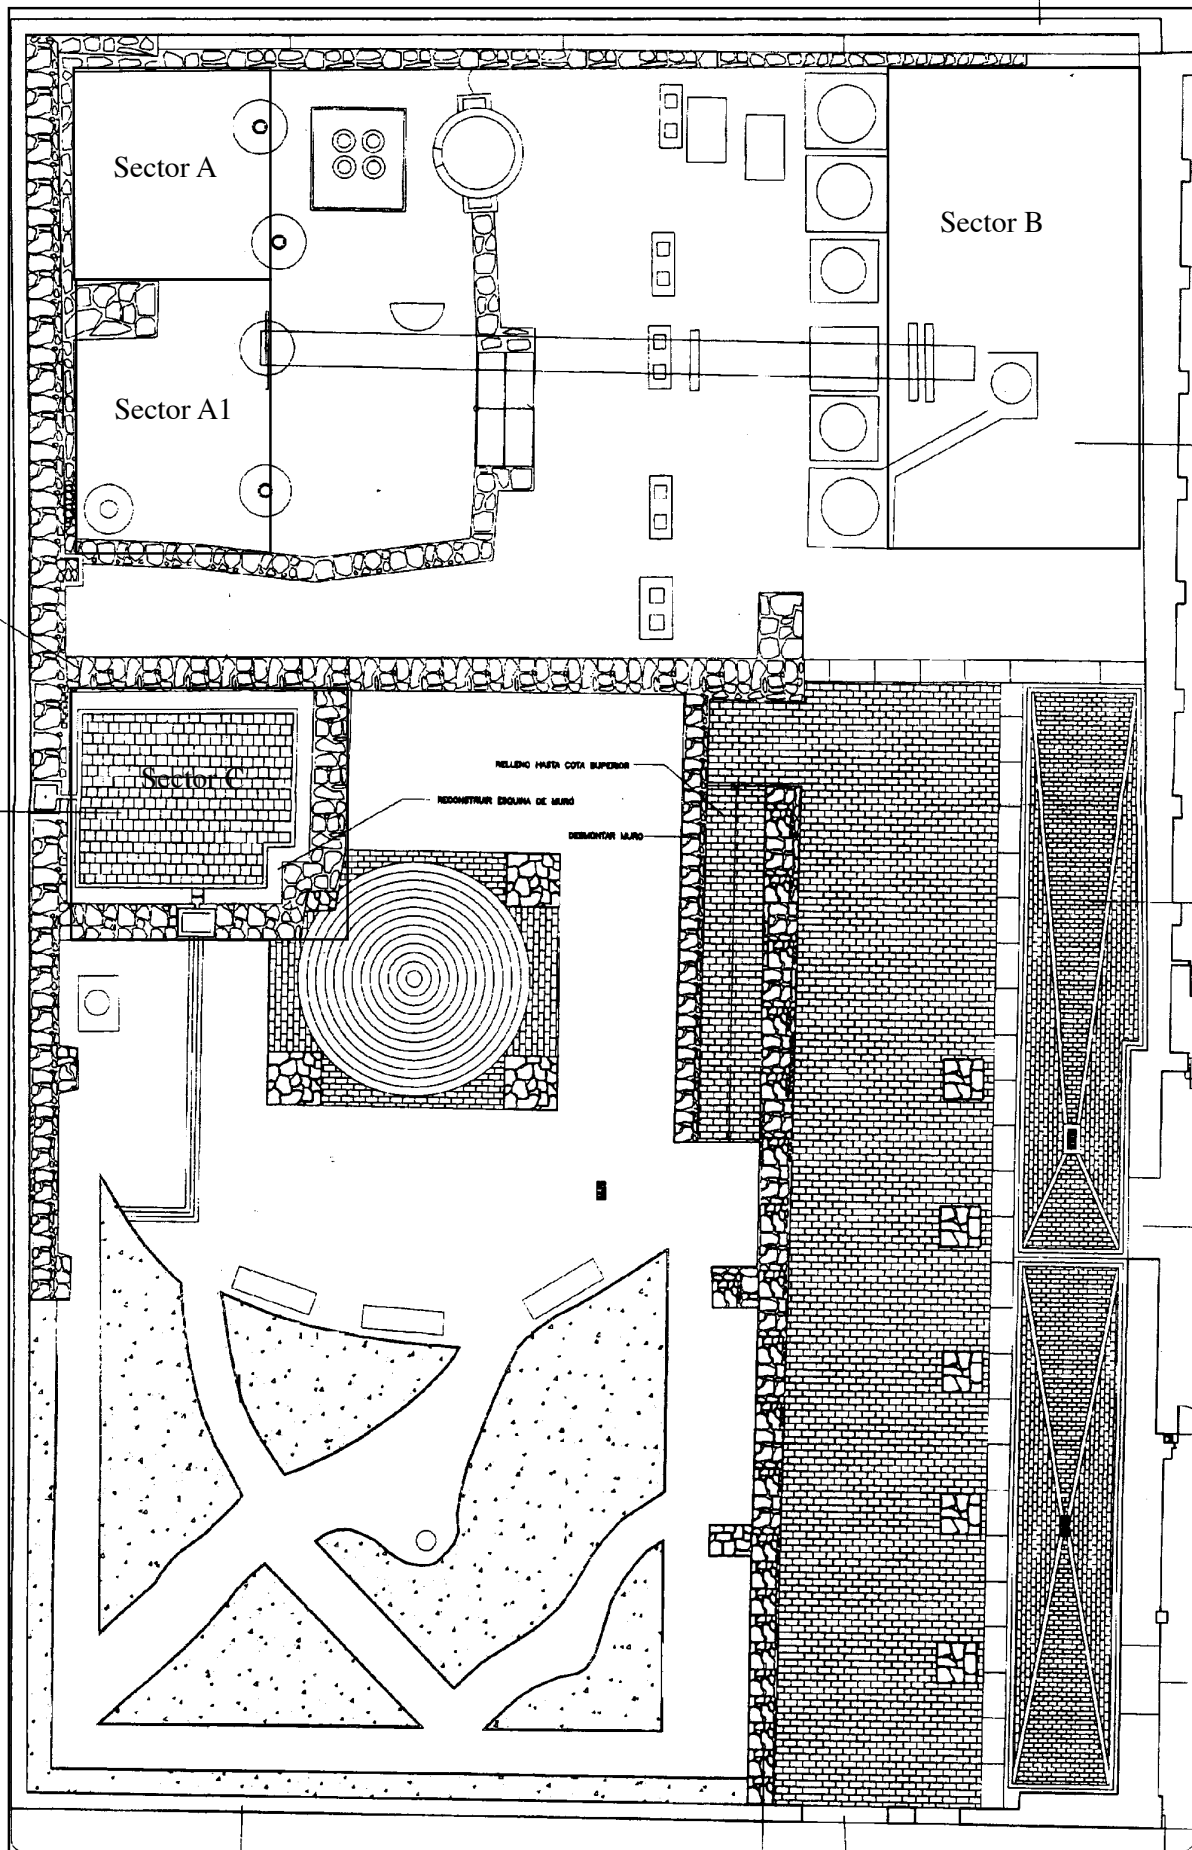 Sector A
Sector B
Sector A1
RELLENO HASTA COTA SUPERIOR
Sector C
RECONSTRUIR ESQUINA DE MURO
DESMONTAR MURO